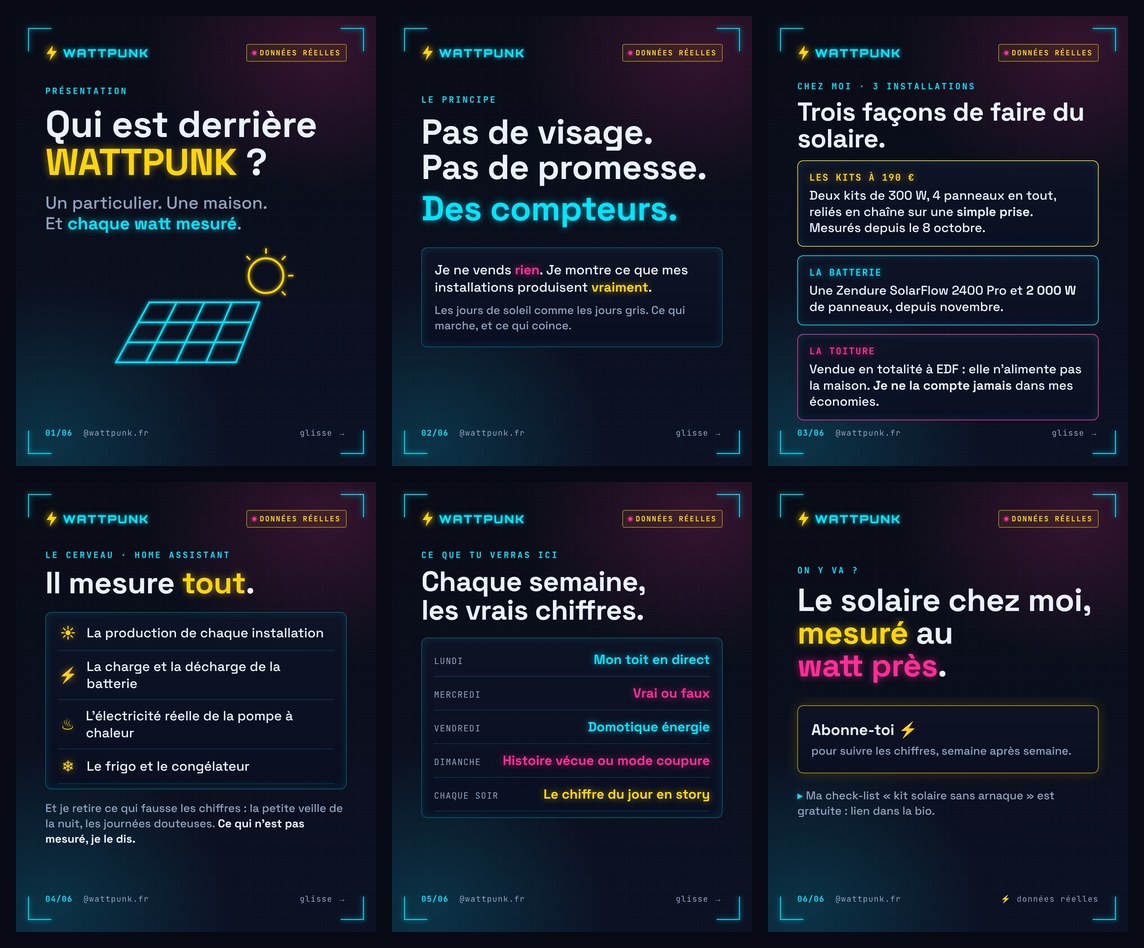 ⚡ WATTPUNK
DONNÉES RÉELLES
PRÉSENTATION
Qui est derrière
WATTPUNK ?
Un particulier. Une maison.
Et chaque watt mesuré.
01/06 @wattpunk.fr
glisse →
⚡ WATTPUNK
DONNÉES RÉELLES
LE PRINCIPE
Pas de visage.
Pas de promesse.
Des compteurs.
Je ne vends rien. Je montre ce que mes
installations produisent vraiment.
Les jours de soleil comme les jours gris. Ce qui
marche, et ce qui coince.
02/06 @wattpunk.fr
glisse →
⚡ WATTPUNK
DONNÉES RÉELLES
CHEZ MOI · 3 INSTALLATIONS
Trois façons de faire du
solaire.
LES KITS À 190 €
Deux kits de 300 W, 4 panneaux en tout,
reliés en chaîne sur une simple prise.
Mesurés depuis le 8 octobre.
LA BATTERIE
Une Zendure SolarFlow 2400 Pro et 2 000 W
de panneaux, depuis novembre.
LA TOITURE
Vendue en totalité à EDF : elle n'alimente pas
la maison. Je ne la compte jamais dans mes
économies.
03/06 @wattpunk.fr
glisse →
⚡ WATTPUNK
DONNÉES RÉELLES
LE CERVEAU · HOME ASSISTANT
Il mesure tout.
☀ La production de chaque installation
⚡ La charge et la décharge de la
batterie
♨ L'électricité réelle de la pompe à
chaleur
❄ Le frigo et le congélateur
Et je retire ce qui fausse les chiffres : la petite veille de
la nuit, les journées douteuses. Ce qui n'est pas
mesuré, je le dis.
04/06 @wattpunk.fr
glisse →
⚡ WATTPUNK
DONNÉES RÉELLES
CE QUE TU VERRAS ICI
Chaque semaine,
les vrais chiffres.
LUNDI Mon toit en direct
MERCREDI Vrai ou faux
VENDREDI Domotique énergie
DIMANCHE Histoire vécue ou mode coupure
CHAQUE SOIR Le chiffre du jour en story
05/06 @wattpunk.fr
glisse →
⚡ WATTPUNK
DONNÉES RÉELLES
ON Y VA ?
Le solaire chez moi,
mesuré au
watt près.
Abonne-toi ⚡
pour suivre les chiffres, semaine après semaine.
▸ Ma check-list « kit solaire sans arnaque » est
gratuite : lien dans la bio.
06/06 @wattpunk.fr
⚡ données réelles